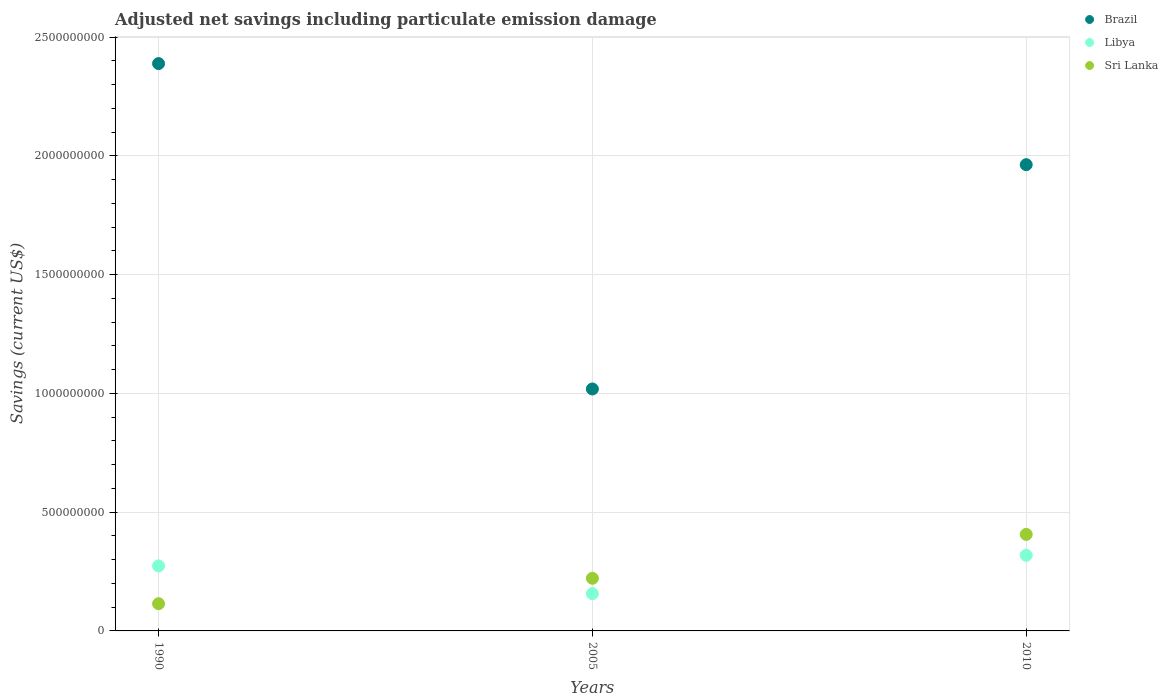 Adjusted net savings including particulate emission damage
Brazil
Libya
Sri Lanka
Savings (current US$)
2500000000
2000000000
1500000000
1000000000
500000000
0
1990
2005
2010
Years